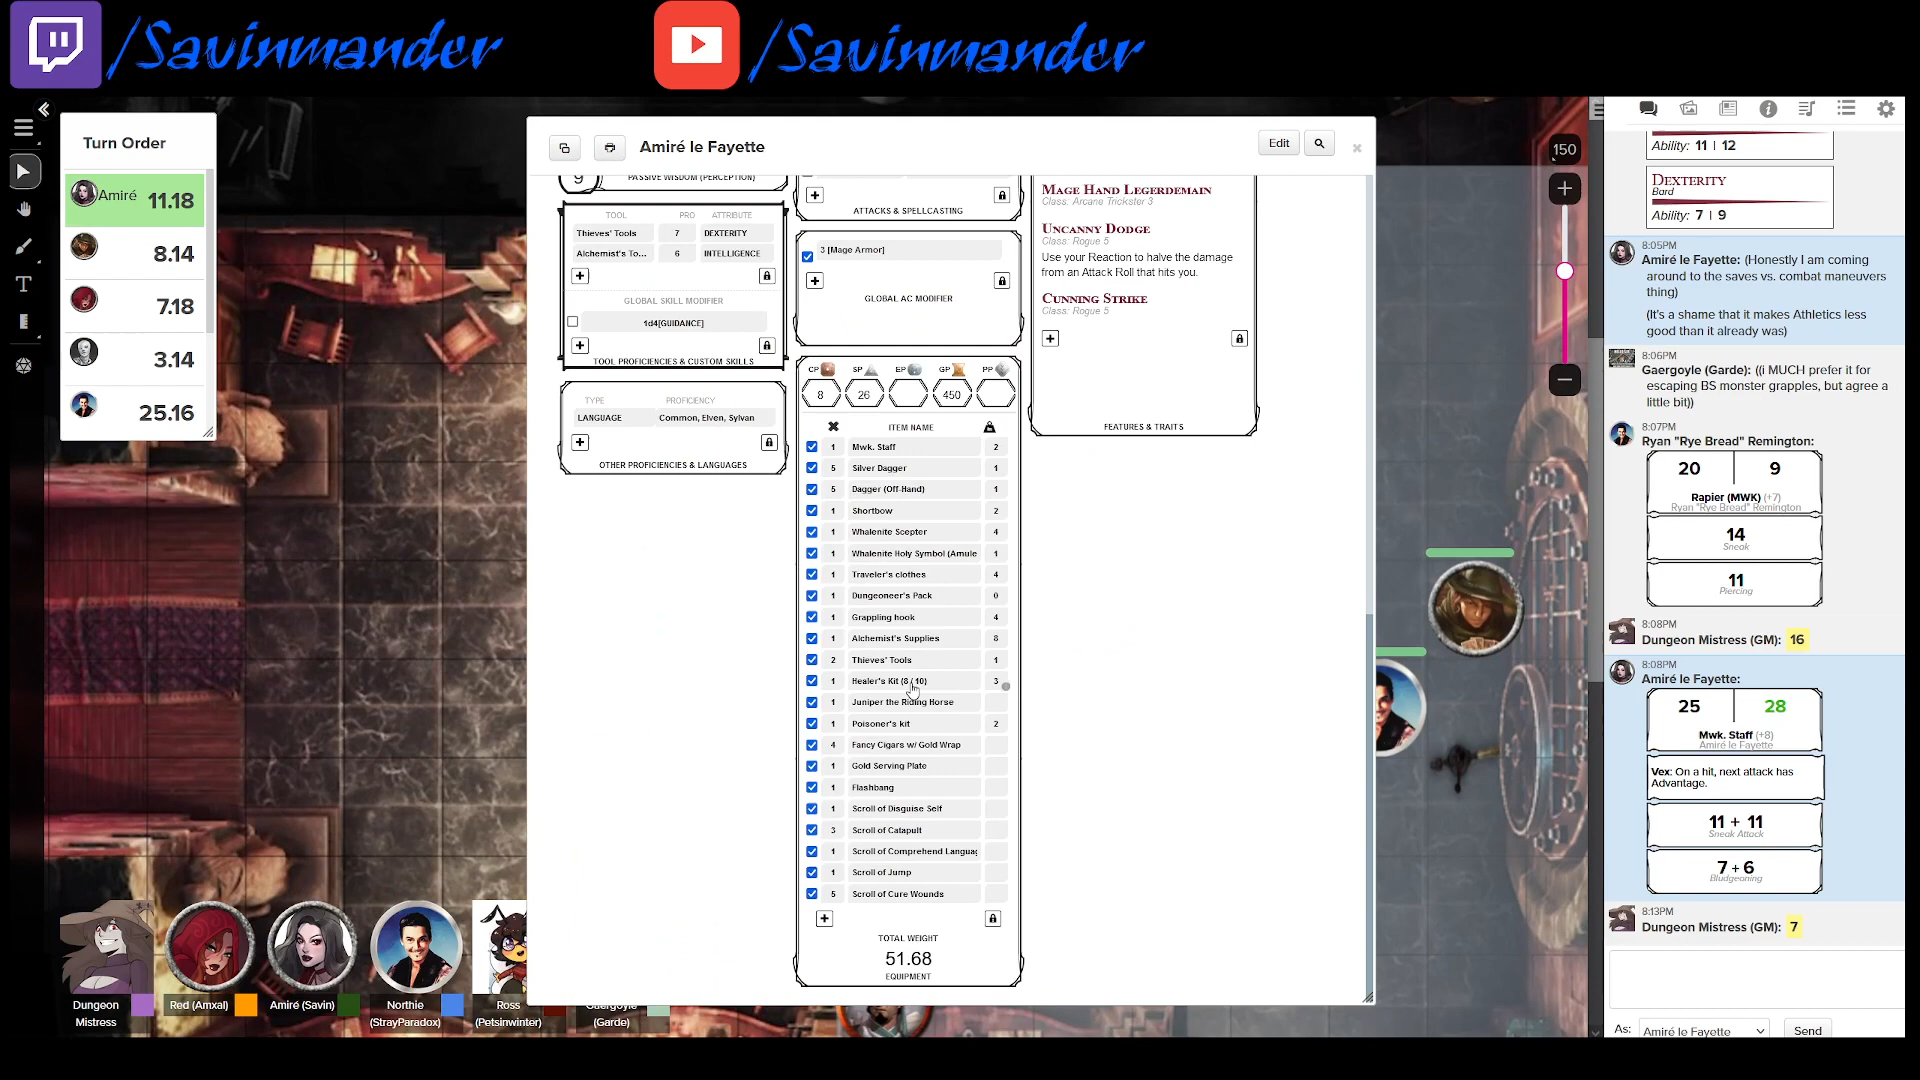 /Savinmander
/Savinmander
Turn Order
Amiré 11.18
8.14
7.18
3.14
25.16
Amiré le Fayette
Edit
9
PASSIVE WISDOM (PERCEPTION)
TOOL PRO ATTRIBUTE
Thieves' Tools 7 DEXTERITY
Alchemist's To... 6 INTELLIGENCE
GLOBAL SKILL MODIFIER
1d4[GUIDANCE]
TOOL PROFICIENCIES & CUSTOM SKILLS
TYPE PROFICIENCY
LANGUAGE Common, Elven, Sylvan
OTHER PROFICIENCIES & LANGUAGES
ATTACKS & SPELLCASTING
3 [Mage Armor]
GLOBAL AC MODIFIER
CP SP EP GP PP
8 26 450
ITEM NAME
1 Mwk. Staff 2
5 Silver Dagger 1
5 Dagger (Off-Hand) 1
1 Shortbow 2
1 Whalenite Scepter 4
1 Whalenite Holy Symbol (Amule 1
1 Traveler's clothes 4
1 Dungeoneer's Pack 0
1 Grappling hook 4
1 Alchemist's Supplies 8
2 Thieves' Tools 1
1 Healer's Kit (8 / 10) 3
1 Juniper the Riding Horse
1 Poisoner's kit 2
4 Fancy Cigars w/ Gold Wrap
1 Gold Serving Plate
1 Flashbang
1 Scroll of Disguise Self
3 Scroll of Catapult
1 Scroll of Comprehend Languag
1 Scroll of Jump
5 Scroll of Cure Wounds
TOTAL WEIGHT
51.68
EQUIPMENT
MAGE HAND LEGERDEMAIN
Class: Arcane Trickster 3
UNCANNY DODGE
Class: Rogue 5
Use your Reaction to halve the damage
from an Attack Roll that hits you.
CUNNING STRIKE
Class: Rogue 5
FEATURES & TRAITS
150
Ability: 11 | 12
DEXTERITY
Bard
Ability: 7 | 9
8:05PM
Amiré le Fayette: (Honestly I am coming
around to the saves vs. combat maneuvers
thing)
(It's a shame that it makes Athletics less
good than it already was)
8:06PM
Gaergoyle (Garde): ((i MUCH prefer it for
escaping BS monster grapples, but agree a
little bit))
8:07PM
Ryan "Rye Bread" Remington:
20 9
Rapier (MWK) (+7)
Ryan "Rye Bread" Remington
14
Sneak
11
Piercing
8:08PM
Dungeon Mistress (GM): 16
8:08PM
Amiré le Fayette:
25 28
Mwk. Staff (+8)
Amiré le Fayette
Vex: On a hit, next attack has
Advantage.
11 + 11
Sneak Attack
7 + 6
Bludgeoning
8:13PM
Dungeon Mistress (GM): 7
As: Amiré le Fayette Send
Dungeon
Mistress
Red (Amxal)
Amiré (Savin)
Northie
(StrayParadox)
Ross
(Petsinwinter)
Gaergoyle
(Garde)